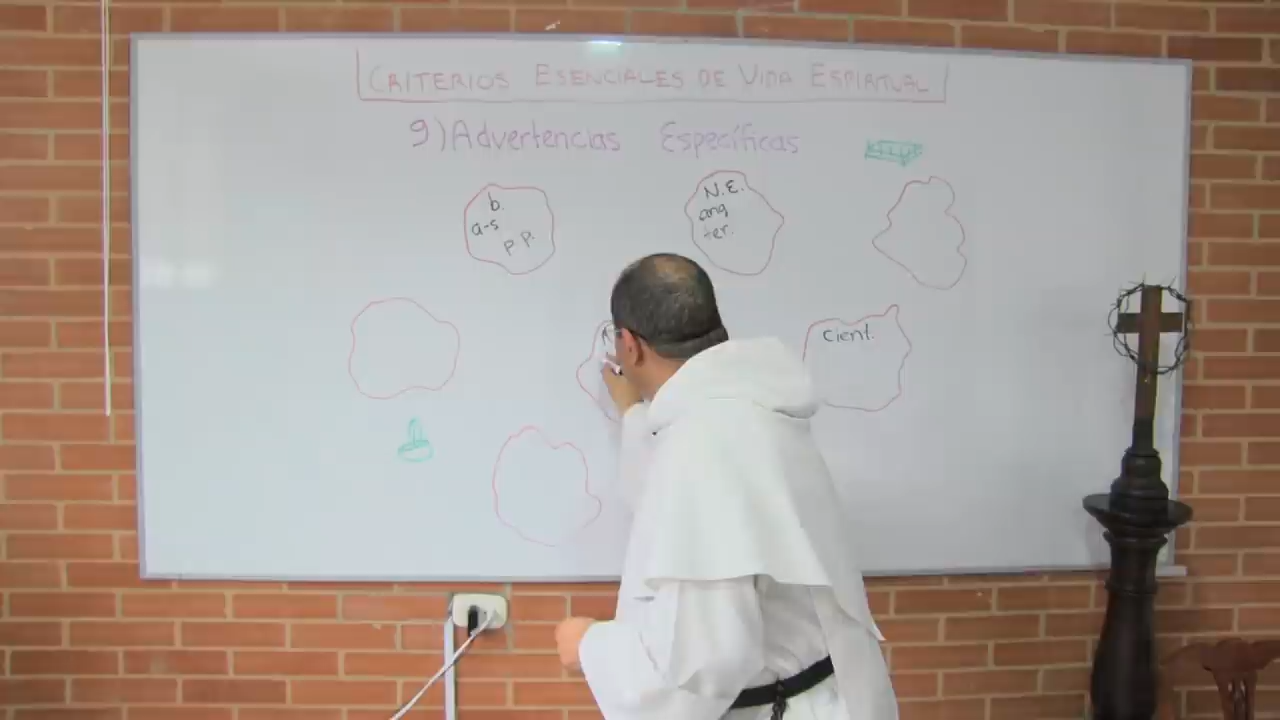 CRITERIOS ESENCIALES DE VIDA ESPIRITUAL
9) Advertencias Específicas
b.
a-s
p.p.
N.E.
ang
ter.
cient.